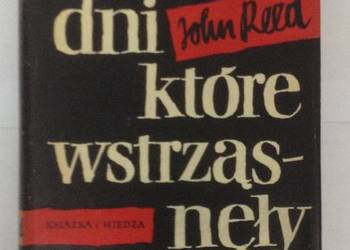 dni
John Reed
które
wstrząs-
KSIĄŻKA i WIEDZA
nęły